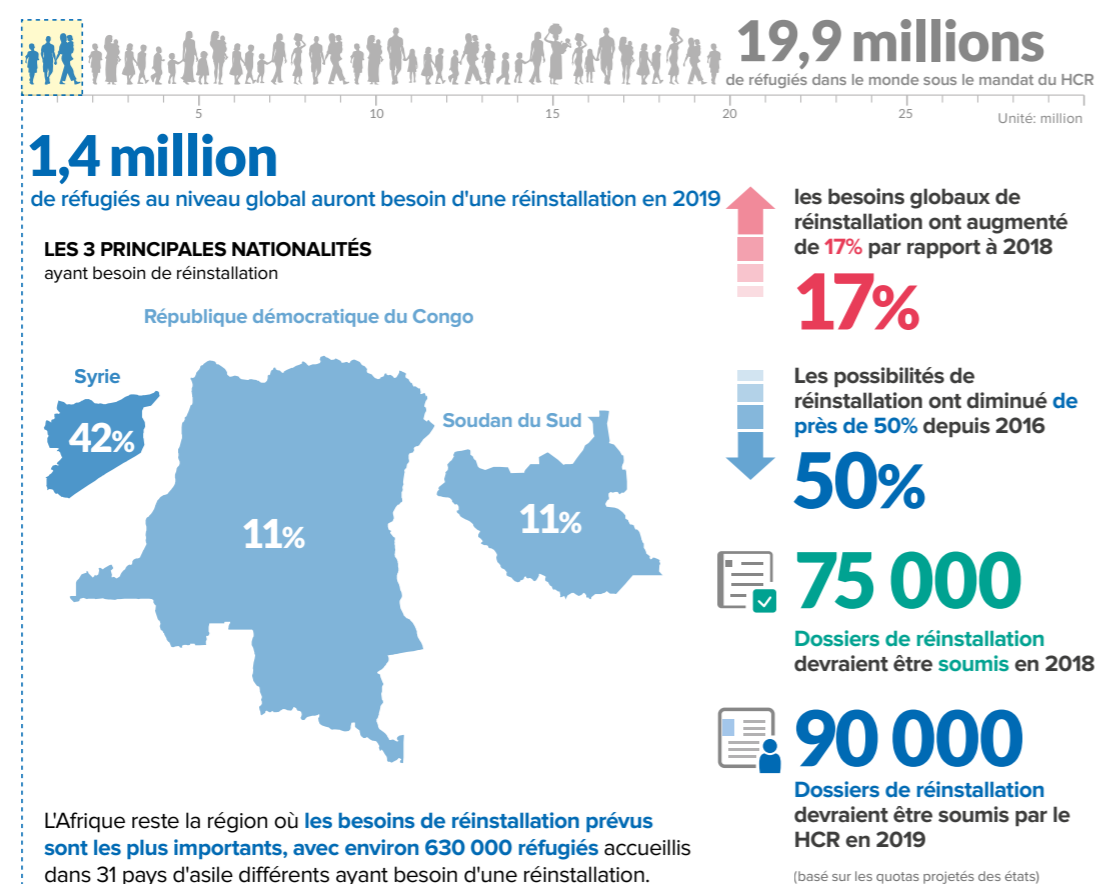 19,9 millions
de réfugiés dans le monde sous le mandat du HCR
5 10 15 20 25
Unité: million
1,4 million
de réfugiés au niveau global auront besoin d'une réinstallation en 2019
LES 3 PRINCIPALES NATIONALITÉS
ayant besoin de réinstallation
République démocratique du Congo
Syrie
42%
Soudan du Sud
11%
11%
L'Afrique reste la région où les besoins de réinstallation prévus
sont les plus importants, avec environ 630 000 réfugiés accueillis
dans 31 pays d'asile différents ayant besoin d'une réinstallation.
les besoins globaux de
réinstallation ont augmenté
de 17% par rapport à 2018
17%
Les possibilités de
réinstallation ont diminué de
près de 50% depuis 2016
50%
75 000
Dossiers de réinstallation
devraient être soumis en 2018
90 000
Dossiers de réinstallation
devraient être soumis par le
HCR en 2019
(basé sur les quotas projetés des états)